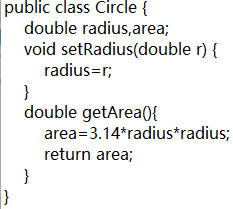 public class Circle {
    double radius,area;
    void setRadius(double r) {
        radius=r;
    }
    double getArea(){
        area=3.14*radius*radius;
        return area;
    }
}